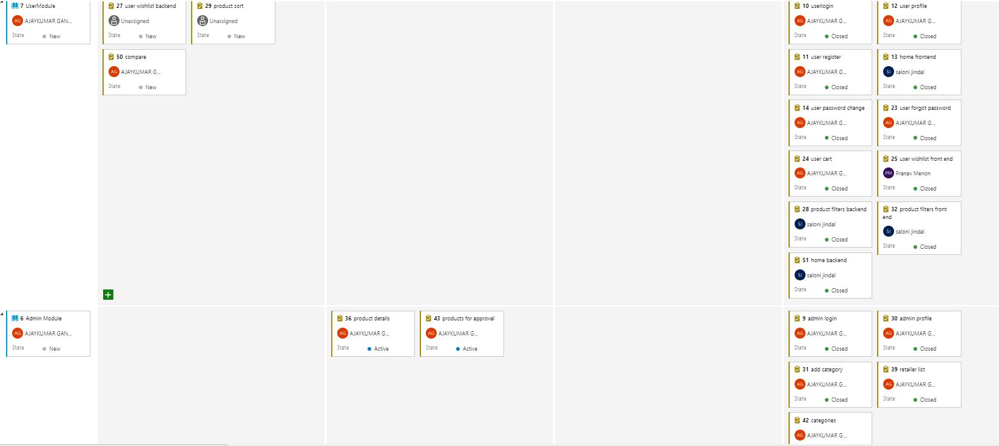 7 UserModule
AG AJAYKUMAR GAN...
State New
27 user wishlist backend
Unassigned
State New
29 product sort
Unassigned
State New
50 compare
AG AJAYKUMAR G...
State New
10 userlogin
AG AJAYKUMAR G...
State Closed
12 user profile
AG AJAYKUMAR G...
State Closed
11 user register
AG AJAYKUMAR G...
State Closed
13 home frontend
SJ saloni jindal
State Closed
14 user password change
AG AJAYKUMAR G...
State Closed
23 user forgot password
AG AJAYKUMAR G...
State Closed
24 user cart
AG AJAYKUMAR G...
State Closed
25 user wishlist front end
PM Pranav Menon
State Closed
28 product filters backend
SJ saloni jindal
State Closed
32 product filters front
end
SJ saloni jindal
State Closed
51 home backend
SJ saloni jindal
State Closed
6 Admin Module
AG AJAYKUMAR GAN...
State New
36 product details
AG AJAYKUMAR G...
State Active
43 products for approval
AG AJAYKUMAR G...
State Active
9 admin login
AG AJAYKUMAR G...
State Closed
30 admin profile
AG AJAYKUMAR G...
State Closed
31 add category
AG AJAYKUMAR G...
State Closed
39 retailer list
AG AJAYKUMAR G...
State Closed
42 categories
AG AJAYKUMAR G...